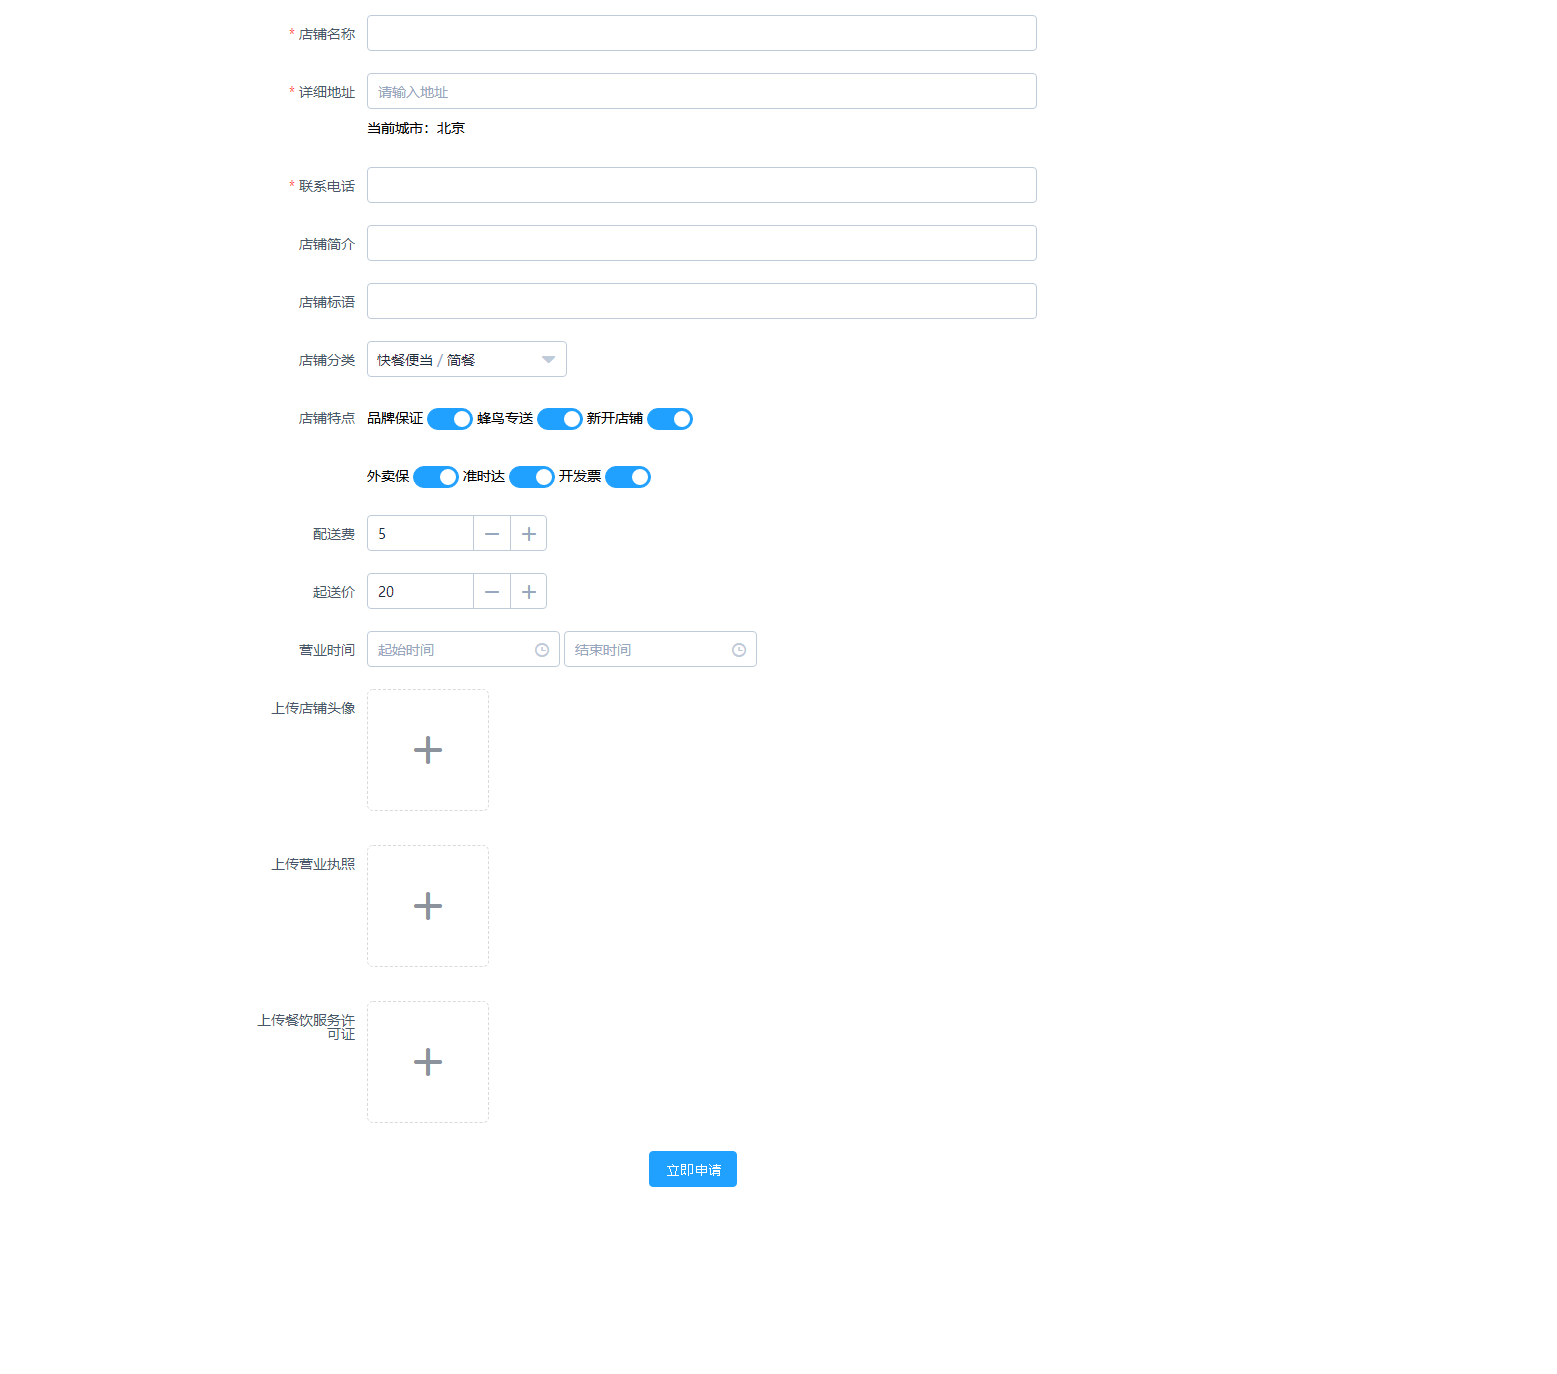 * 店铺名称
* 详细地址 请输入地址
当前城市：北京
* 联系电话
店铺简介
店铺标语
店铺分类 快餐便当 / 简餐
店铺特点 品牌保证 蜂鸟专送 新开店铺
外卖保 准时达 开发票
配送费 5
起送价 20
营业时间 起始时间 结束时间
上传店铺头像
上传营业执照
上传餐饮服务许
可证
立即申请